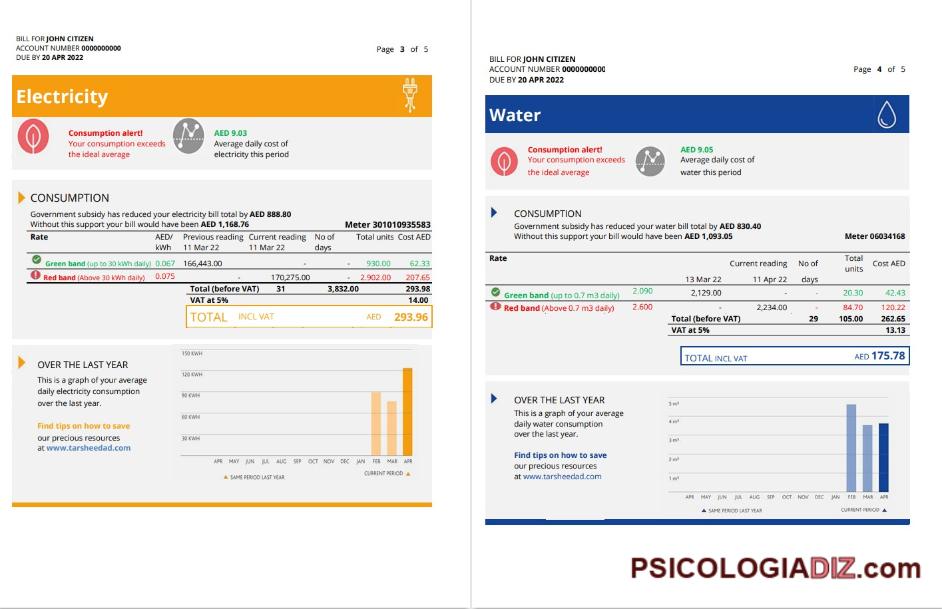 BILL FOR JOHN CITIZEN
ACCOUNT NUMBER 0000000000
DUE BY 20 APR 2022
Page 3 of 5
Electricity
Consumption alert!
Your consumption exceeds
the ideal average
AED 9.03
Average daily cost of
electricity this period
CONSUMPTION
Government subsidy has reduced your electricity bill total by AED 888.80
Without this support your bill would have been AED 1,168.76 Meter 301010935583
Rate AED/ kWh Previous reading 11 Mar 22 Current reading 11 Mar 22 No of days Total units Cost AED
Green band (up to 30 kWh daily) 0.067 166,443.00 - - 930.00 62.33
Red band (Above 30 kWh daily) 0.075 - 170,275.00 - 2.902.00 207.65
Total (before VAT) 31 3,832.00 293.98
VAT at 5% 14.00
TOTAL INCL VAT AED 293.96
OVER THE LAST YEAR
This is a graph of your average
daily electricity consumption
over the last year.
Find tips on how to save
our precious resources
at www.tarsheedad.com
150 KWH
120 KWH
90 KWH
60 KWH
30 KWH
APR MAY JUN JUL AUG SEP OCT NOV DEC JAN FEB MAR APR
SAME PERIOD LAST YEAR CURRENT PERIOD
BILL FOR JOHN CITIZEN
ACCOUNT NUMBER 0000000000
DUE BY 20 APR 2022
Page 4 of 5
Water
Consumption alert!
Your consumption exceeds
the ideal average
AED 9.05
Average daily cost of
water this period
CONSUMPTION
Government subsidy has reduced your water bill total by AED 830.40
Without this support your bill would have been AED 1,093.05 Meter 06034168
Rate 13 Mar 22 Current reading 11 Apr 22 No of days Total units Cost AED
Green band (up to 0.7 m3 daily) 2.090 2,129.00 - - 20.30 42.43
Red band (Above 0.7 m3 daily) 2.600 - 2,234.00 - 84.70 120.22
Total (before VAT) 29 105.00 262.65
VAT at 5% 13.13
TOTAL INCL VAT AED 175.78
OVER THE LAST YEAR
This is a graph of your average
daily water consumption
over the last year.
Find tips on how to save
our precious resources
at www.tarsheedad.com
5 m³
4 m³
3 m³
2 m³
1 m³
APR MAY JUN JUL AUG SEP OCT NOV DEC JAN FEB MAR APR
SAME PERIOD LAST YEAR CURRENT PERIOD
PSICOLOGIADIZ.com